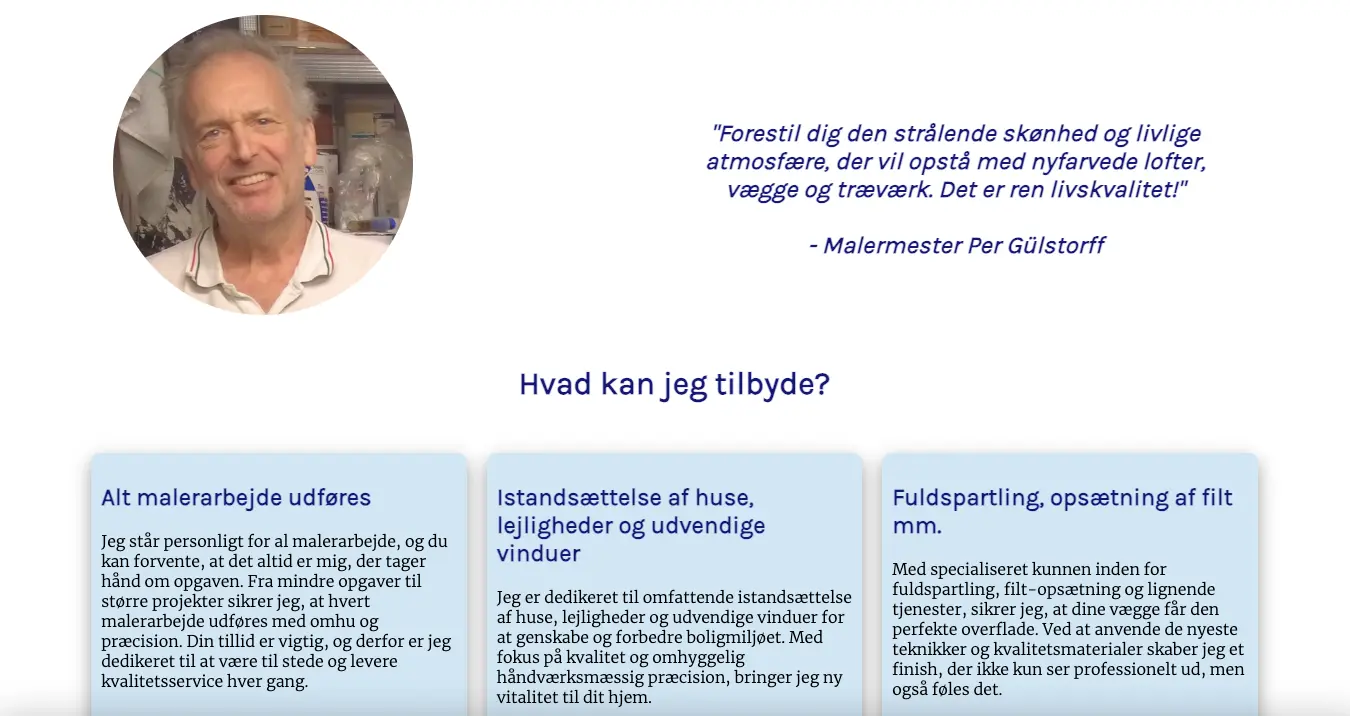 "Forestil dig den strålende skønhed og livlige
atmosfære, der vil opstå med nyfarvede lofter,
vægge og træværk. Det er ren livskvalitet!"
- Malermester Per Gülstorff
Hvad kan jeg tilbyde?
Alt malerarbejde udføres
Jeg står personligt for al malerarbejde, og du
kan forvente, at det altid er mig, der tager
hånd om opgaven. Fra mindre opgaver til
større projekter sikrer jeg, at hvert
malerarbejde udføres med omhu og
præcision. Din tillid er vigtig, og derfor er jeg
dedikeret til at være til stede og levere
kvalitetsservice hver gang.
Istandsættelse af huse,
lejligheder og udvendige
vinduer
Jeg er dedikeret til omfattende istandsættelse
af huse, lejligheder og udvendige vinduer for
at genskabe og forbedre boligmiljøet. Med
fokus på kvalitet og omhyggelig
håndværksmæssig præcision, bringer jeg ny
vitalitet til dit hjem.
Fuldspartling, opsætning af filt
mm.
Med specialiseret kunnen inden for
fuldspartling, filt-opsætning og lignende
tjenester, sikrer jeg, at dine vægge får den
perfekte overflade. Ved at anvende de nyeste
teknikker og kvalitetsmaterialer skaber jeg et
finish, der ikke kun ser professionelt ud, men
også føles det.